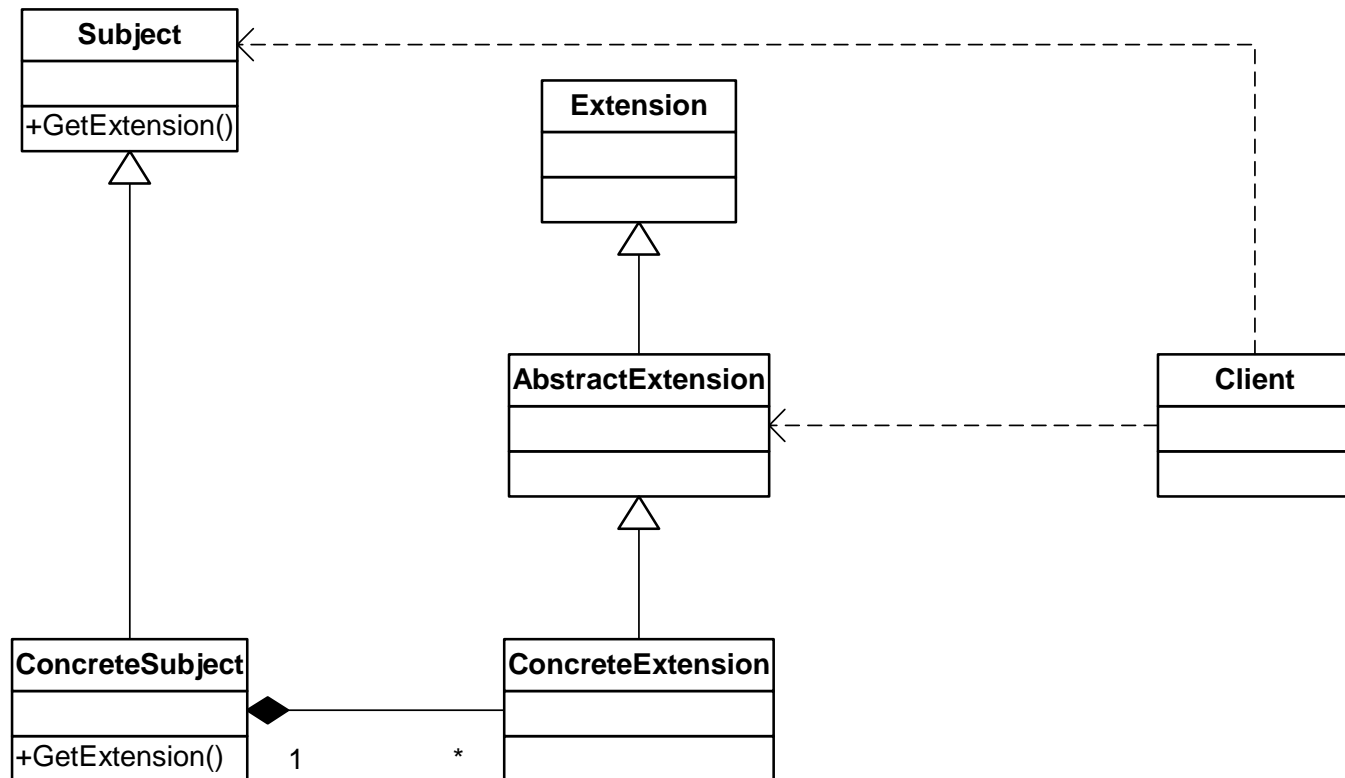 Subject
+GetExtension()
Extension
AbstractExtension
Client
ConcreteSubject
+GetExtension()
1
*
ConcreteExtension